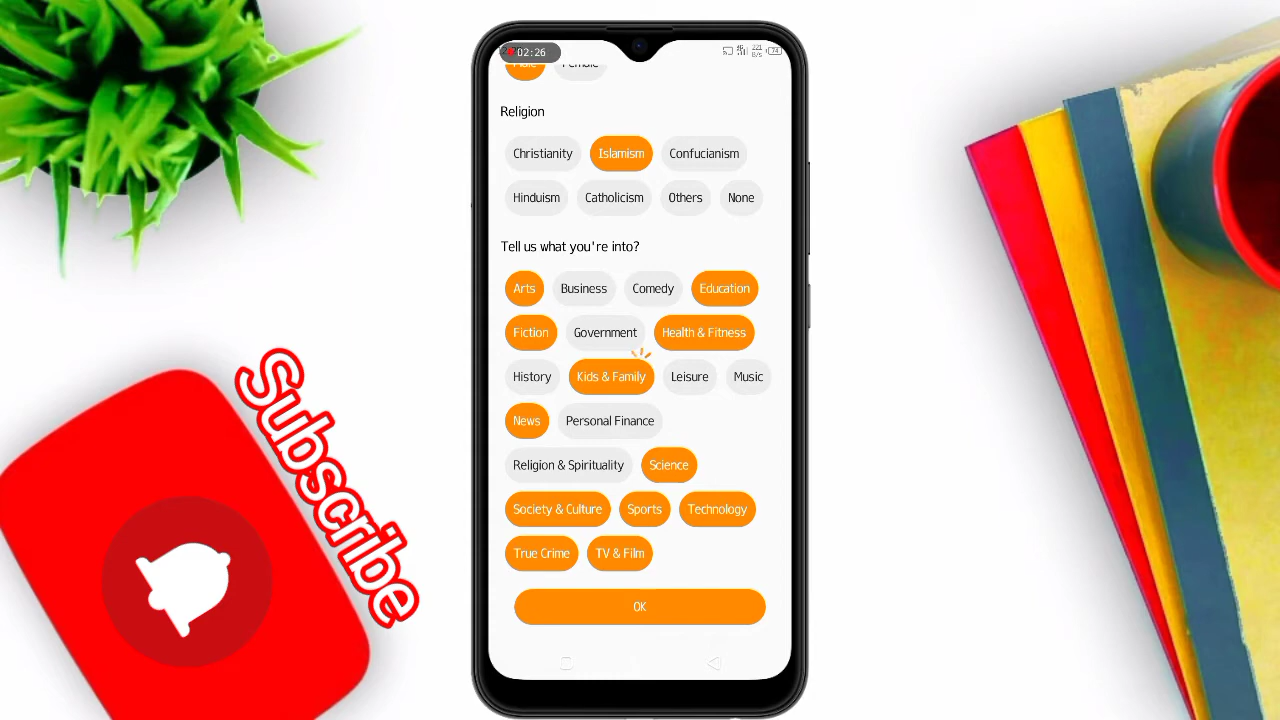 02:26
Male Female
Religion
Christianity Islamism Confucianism
Hinduism Catholicism Others None
Tell us what you're into?
Arts Business Comedy Education
Fiction Government Health & Fitness
History Kids & Family Leisure Music
News Personal Finance
Religion & Spirituality Science
Society & Culture Sports Technology
True Crime TV & Film
OK
Subscribe